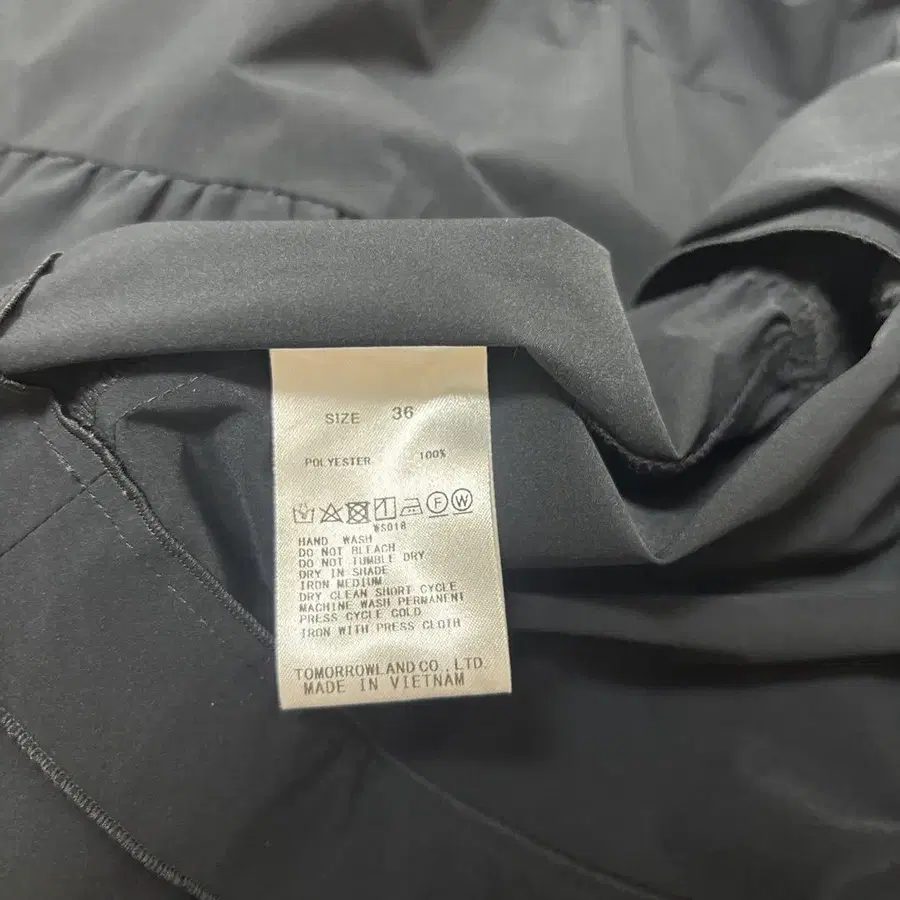 SIZE 36
POLYESTER 100%
F W
WS018
HAND WASH
DO NOT BLEACH
DO NOT TUMBLE DRY
DRY IN SHADE
IRON MEDIUM
DRY CLEAN SHORT CYCLE
MACHINE WASH PERMANENT
PRESS CYCLE COLD
IRON WITH PRESS CLOTH
TOMORROWLAND CO., LTD.
MADE IN VIETNAM